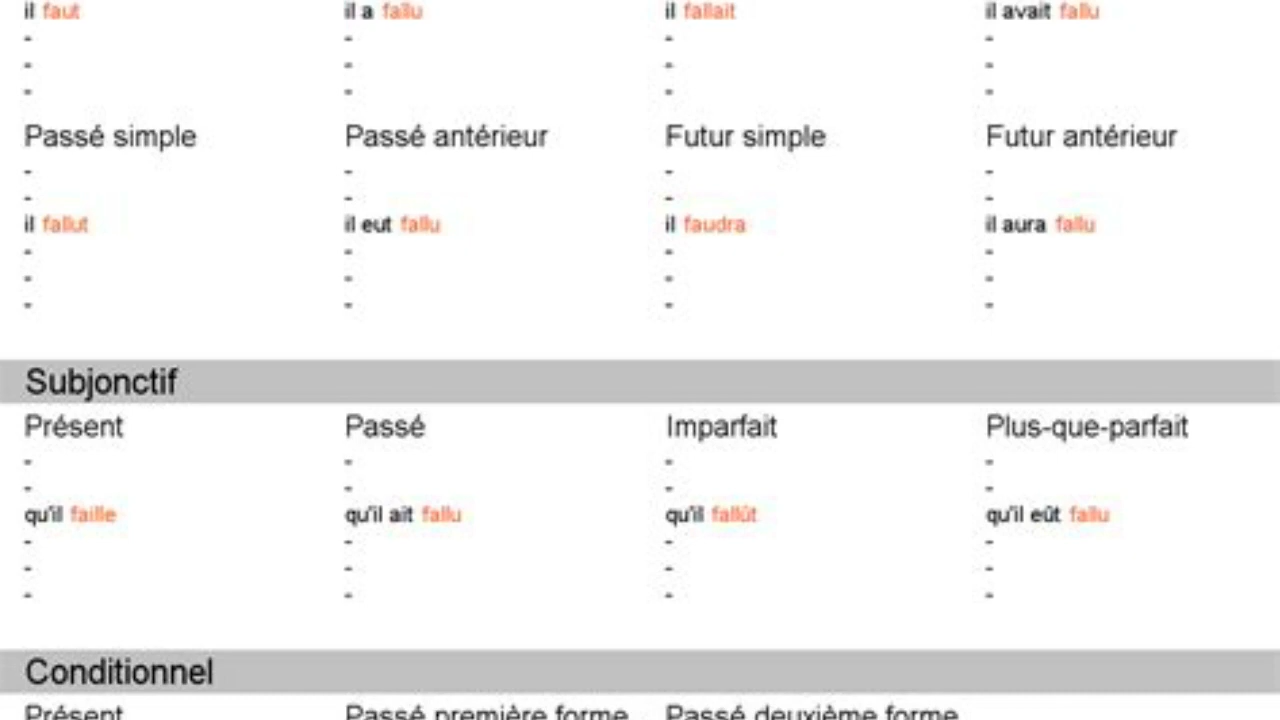 il faut il a fallu il fallait il avait fallu
- - - -
- - - -
- - - -
Passé simple Passé antérieur Futur simple Futur antérieur
- - - -
- - - -
il fallut il eut fallu il faudra il aura fallu
- - - -
- - - -
- - - -
Subjonctif
Présent Passé Imparfait Plus-que-parfait
- - - -
- - - -
qu'il faille qu'il ait fallu qu'il fallût qu'il eût fallu
- - - -
- - - -
- - - -
Conditionnel
Présent Passé première forme Passé deuxième forme